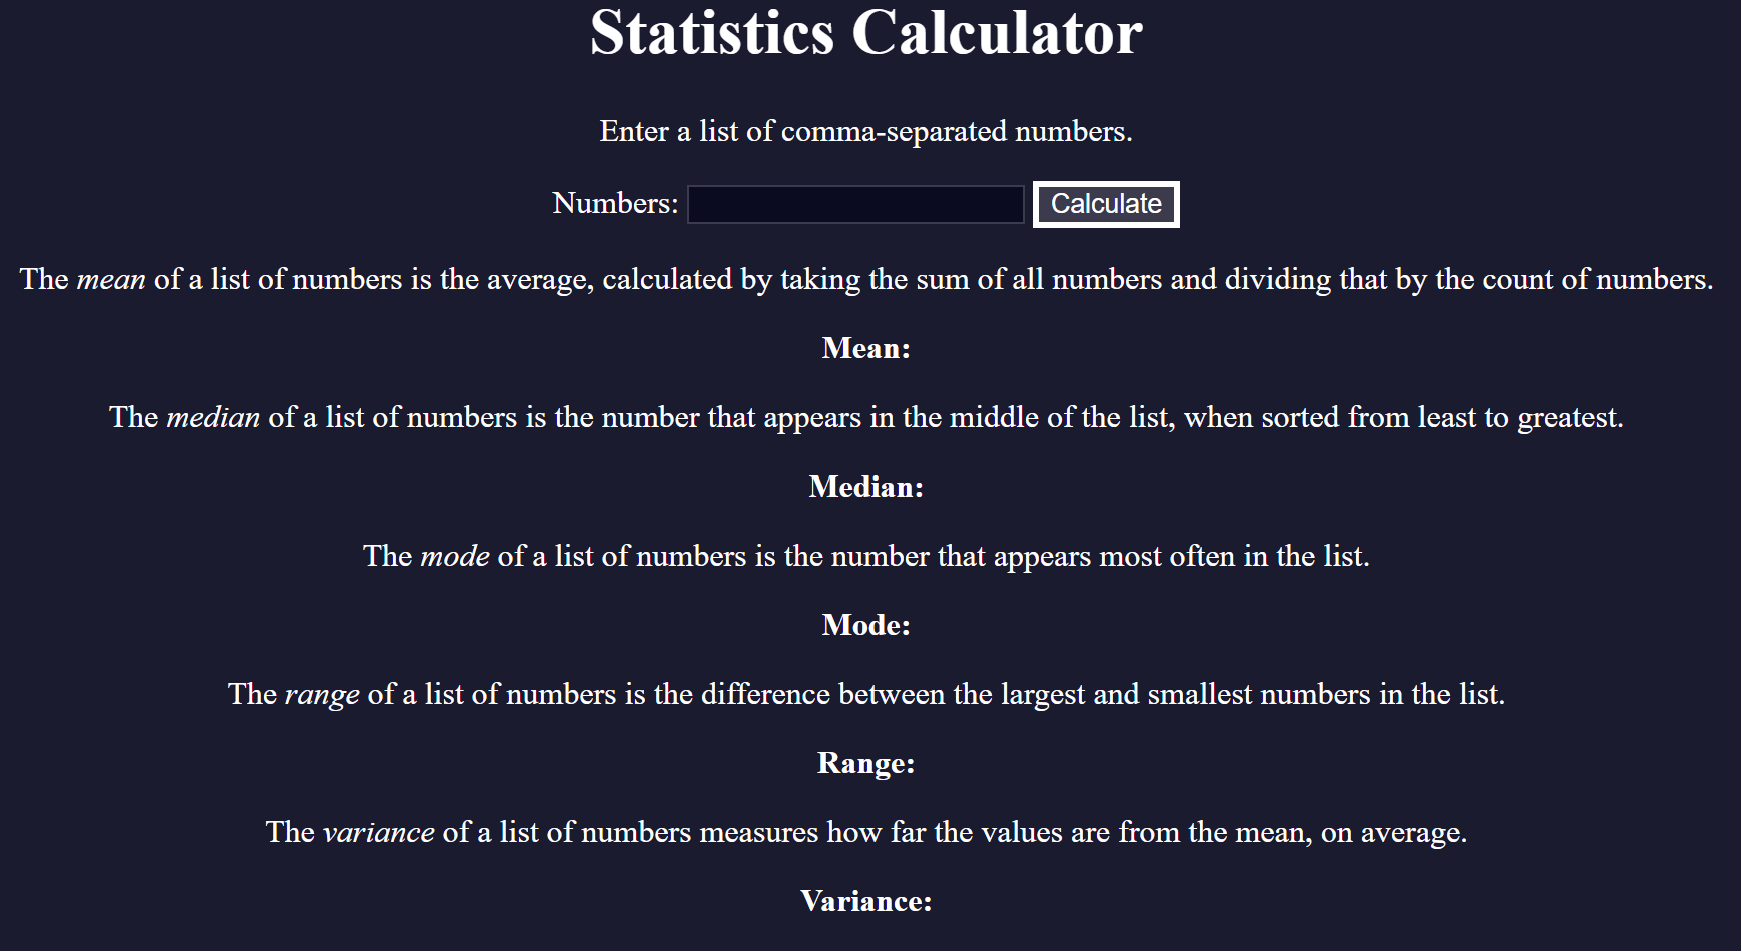 Statistics Calculator
Enter a list of comma-separated numbers.
Numbers: Calculate
The mean of a list of numbers is the average, calculated by taking the sum of all numbers and dividing that by the count of numbers.
Mean:
The median of a list of numbers is the number that appears in the middle of the list, when sorted from least to greatest.
Median:
The mode of a list of numbers is the number that appears most often in the list.
Mode:
The range of a list of numbers is the difference between the largest and smallest numbers in the list.
Range:
The variance of a list of numbers measures how far the values are from the mean, on average.
Variance: